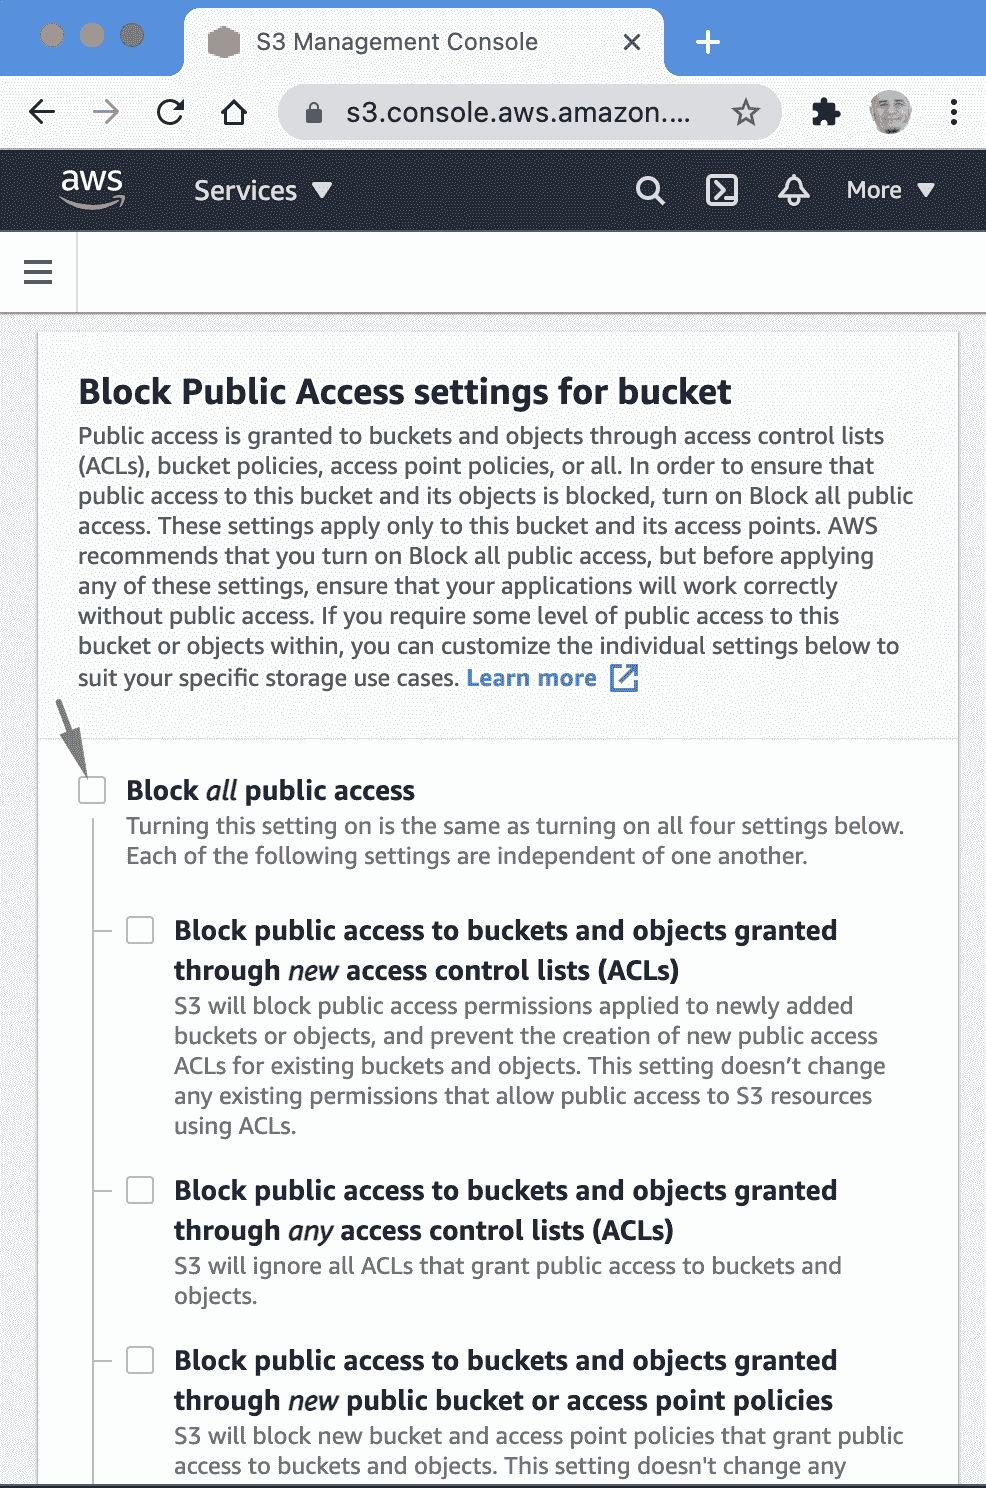 S3 Management Console
s3.console.aws.amazon....
aws Services More
Block Public Access settings for bucket
Public access is granted to buckets and objects through access control lists
(ACLs), bucket policies, access point policies, or all. In order to ensure that
public access to this bucket and its objects is blocked, turn on Block all public
access. These settings apply only to this bucket and its access points. AWS
recommends that you turn on Block all public access, but before applying
any of these settings, ensure that your applications will work correctly
without public access. If you require some level of public access to this
bucket or objects within, you can customize the individual settings below to
suit your specific storage use cases. Learn more
Block all public access
Turning this setting on is the same as turning on all four settings below.
Each of the following settings are independent of one another.
Block public access to buckets and objects granted
through new access control lists (ACLs)
S3 will block public access permissions applied to newly added
buckets or objects, and prevent the creation of new public access
ACLs for existing buckets and objects. This setting doesn’t change
any existing permissions that allow public access to S3 resources
using ACLs.
Block public access to buckets and objects granted
through any access control lists (ACLs)
S3 will ignore all ACLs that grant public access to buckets and
objects.
Block public access to buckets and objects granted
through new public bucket or access point policies
S3 will block new bucket and access point policies that grant public
access to buckets and objects. This setting doesn't change any